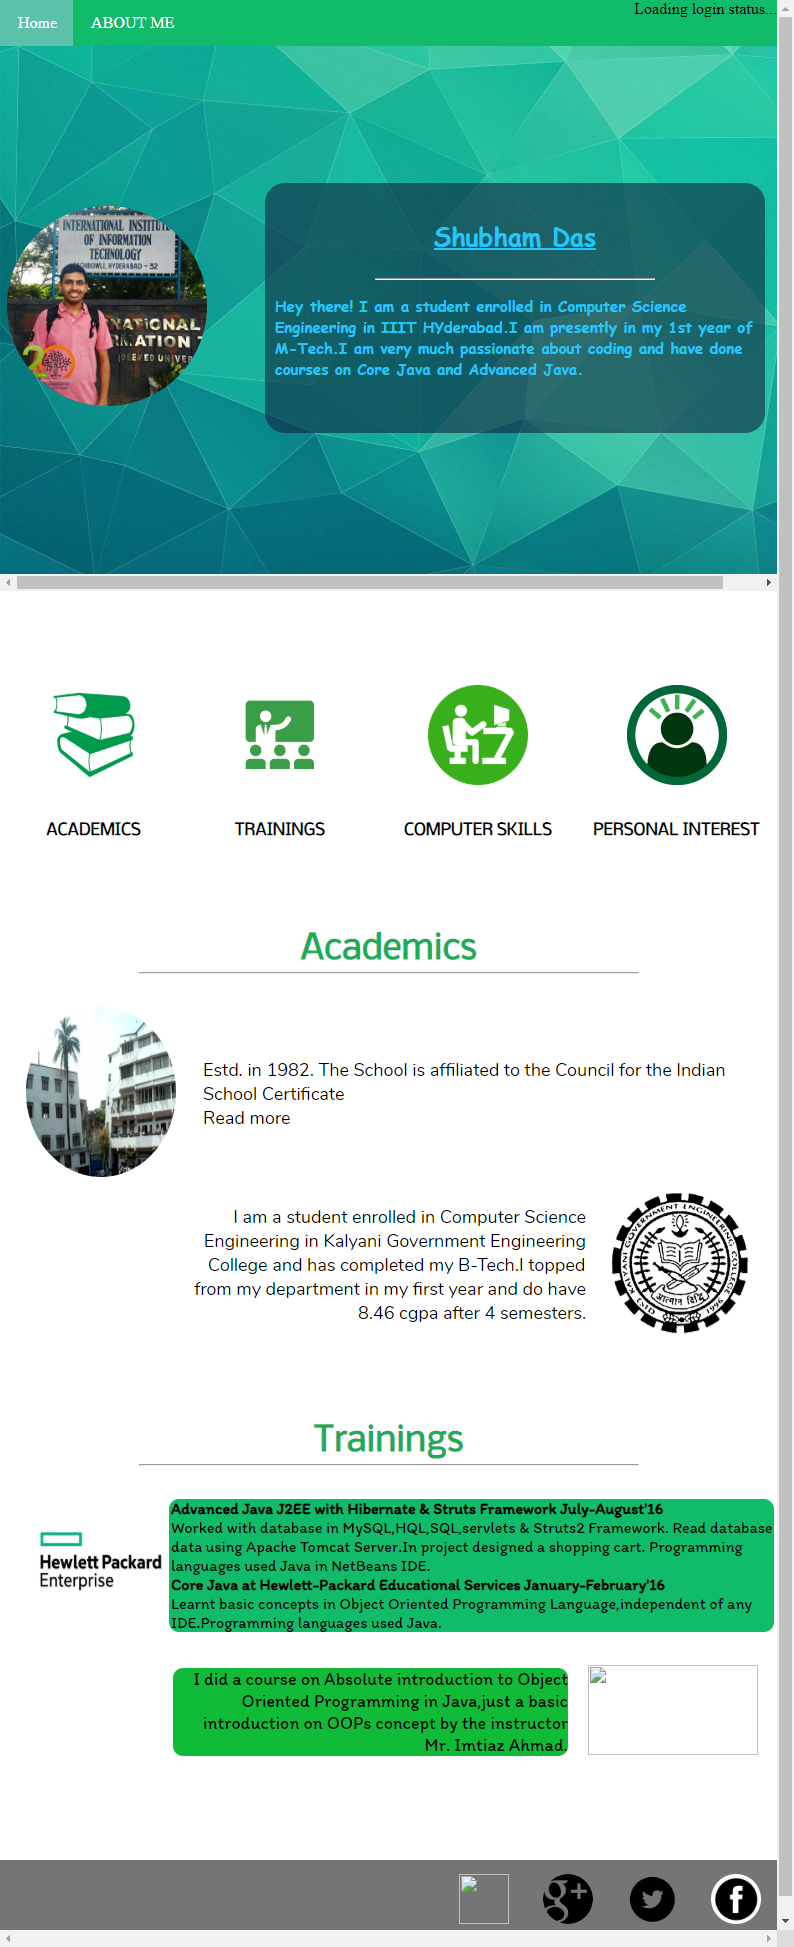 Home
ABOUT ME
Loading login status...
INTERNATIONAL INSTITU
OF INFORMATION
TECHNOLOGY
ACHBOWLI, HYDERABAD - 32
NATIONAL
RMATION T
(DEEMED UNIVER
Shubham Das
Hey there! I am a student enrolled in Computer Science
Engineering in IIIT HYderabad.I am presently in my 1st year of
M-Tech.I am very much passionate about coding and have done
courses on Core Java and Advanced Java.
ACADEMICS
TRAININGS
COMPUTER SKILLS
PERSONAL INTEREST
Academics
Estd. in 1982. The School is affiliated to the Council for the Indian
School Certificate
Read more
I am a student enrolled in Computer Science
Engineering in Kalyani Government Engineering
College and has completed my B-Tech.I topped
from my department in my first year and do have
8.46 cgpa after 4 semesters.
KALYANI GOVERNMENT ENGINEERING COLLEGE
ESTD 1995
Trainings
Hewlett Packard
Enterprise
Advanced Java J2EE with Hibernate & Struts Framework July-August'16
Worked with database in MySQL,HQL,SQL,servlets & Struts2 Framework. Read database
data using Apache Tomcat Server.In project designed a shopping cart. Programming
languages used Java in NetBeans IDE.
Core Java at Hewlett-Packard Educational Services January-February'16
Learnt basic concepts in Object Oriented Programming Language,independent of any
IDE.Programming languages used Java.
I did a course on Absolute introduction to Object
Oriented Programming in Java,just a basic
introduction on OOPs concept by the instructor
Mr. Imtiaz Ahmad.
g+
f